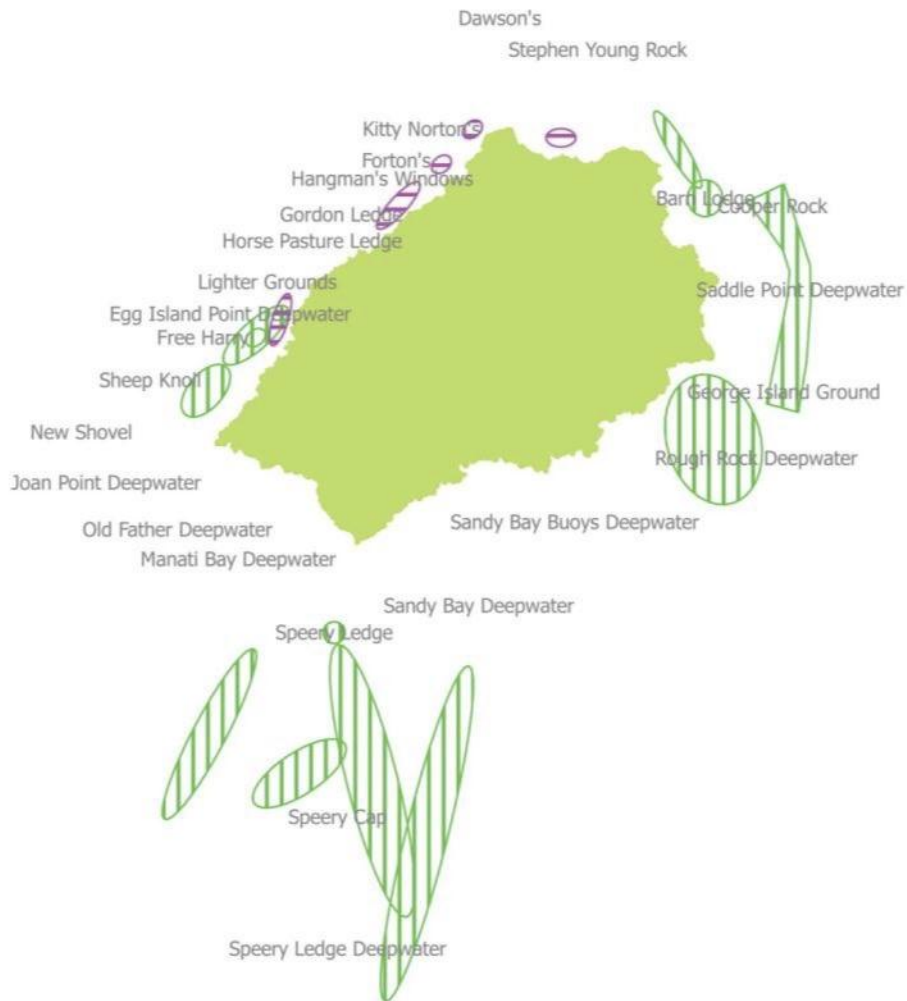 Dawson's
Stephen Young Rock
Kitty Norton's
Forton's
Hangman's Windows
Barn Lodge
Cooper Rock
Gordon Ledge
Horse Pasture Ledge
Lighter Grounds
Saddle Point Deepwater
Egg Island Point Deepwater
Free Harry
Sheep Knoll
George Island Ground
New Shovel
Rough Rock Deepwater
Joan Point Deepwater
Sandy Bay Buoys Deepwater
Old Father Deepwater
Manati Bay Deepwater
Sandy Bay Deepwater
Speery Ledge
Speery Cap
Speery Ledge Deepwater